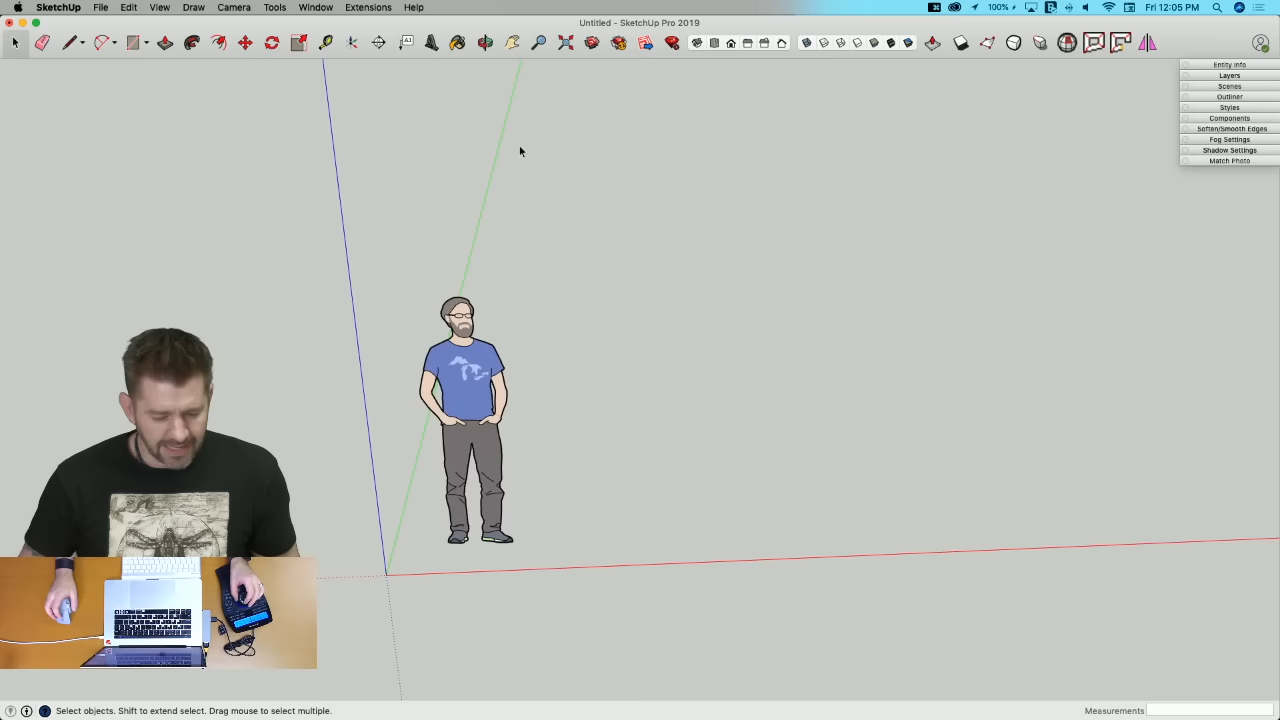 SketchUp File Edit View Draw Camera Tools Window Extensions Help 100% Fri 12:05 PM
Untitled - SketchUp Pro 2019
Entity Info
Layers
Scenes
Outliner
Styles
Components
Soften/Smooth Edges
Fog Settings
Shadow Settings
Match Photo
Select objects. Shift to extend select. Drag mouse to select multiple. Measurements